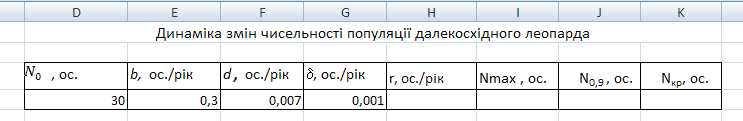 D E F G H I J K
Динаміка змін чисельності популяції далекосхідного леопарда
N₀ , ос. b, ос./рік d, ос./рік δ, ос./рік r, ос./рік Nmax , ос. N₀,₉ , ос. Nкр, ос.
30 0,3 0,007 0,001